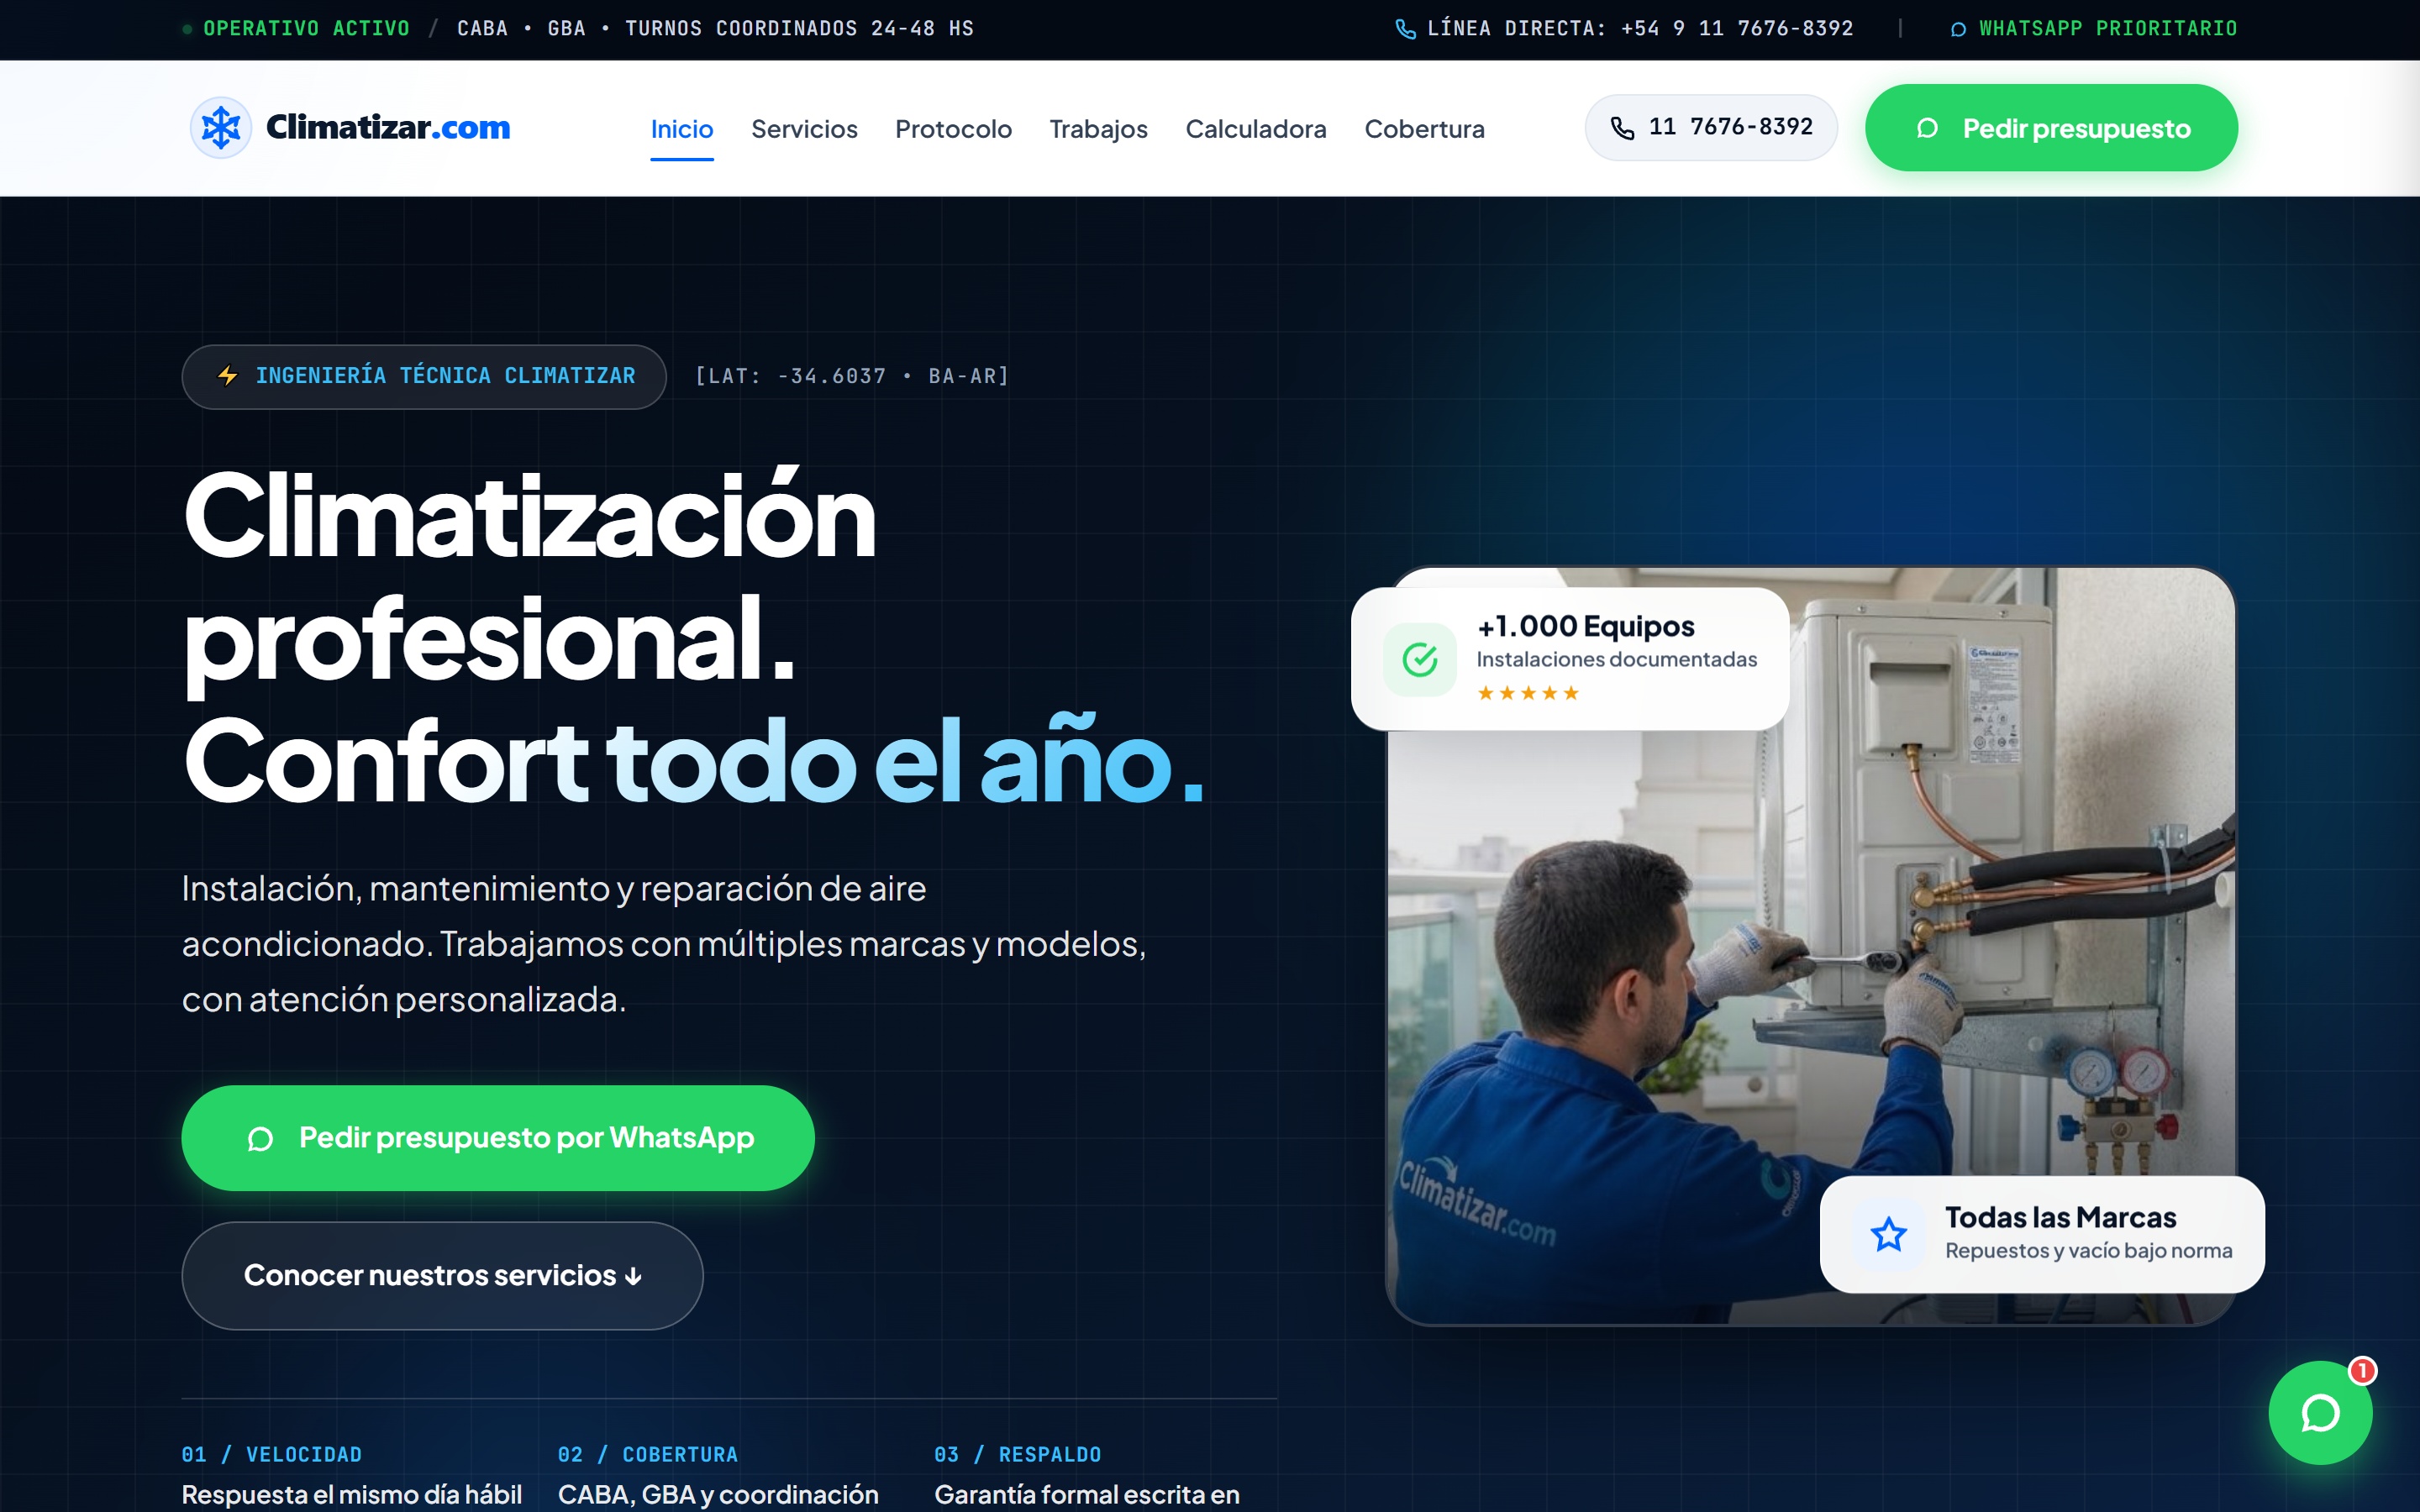 OPERATIVO ACTIVO / CABA • GBA • TURNOS COORDINADOS 24-48 HS
LÍNEA DIRECTA: +54 9 11 7676-8392 | WHATSAPP PRIORITARIO
Climatizar.com
Inicio Servicios Protocolo Trabajos Calculadora Cobertura
11 7676-8392
Pedir presupuesto
⚡ INGENIERÍA TÉCNICA CLIMATIZAR
[LAT: -34.6037 • BA-AR]
Climatización
profesional.
Confort todo el año.
Instalación, mantenimiento y reparación de aire
acondicionado. Trabajamos con múltiples marcas y modelos,
con atención personalizada.
Pedir presupuesto por WhatsApp
Conocer nuestros servicios ↓
+1.000 Equipos
Instalaciones documentadas
★★★★★
Climatizar.com
Todas las Marcas
Repuestos y vacío bajo norma
1
01 / VELOCIDAD
Respuesta el mismo día hábil
02 / COBERTURA
CABA, GBA y coordinación
03 / RESPALDO
Garantía formal escrita en